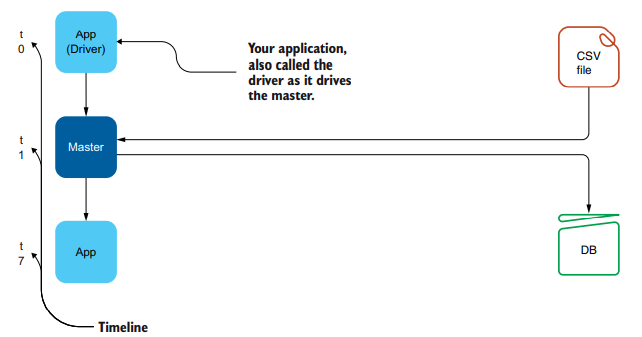 t
0
App
(Driver)
Your application,
also called the
driver as it drives
the master.
CSV
file
t
1
Master
t
7
App
DB
Timeline